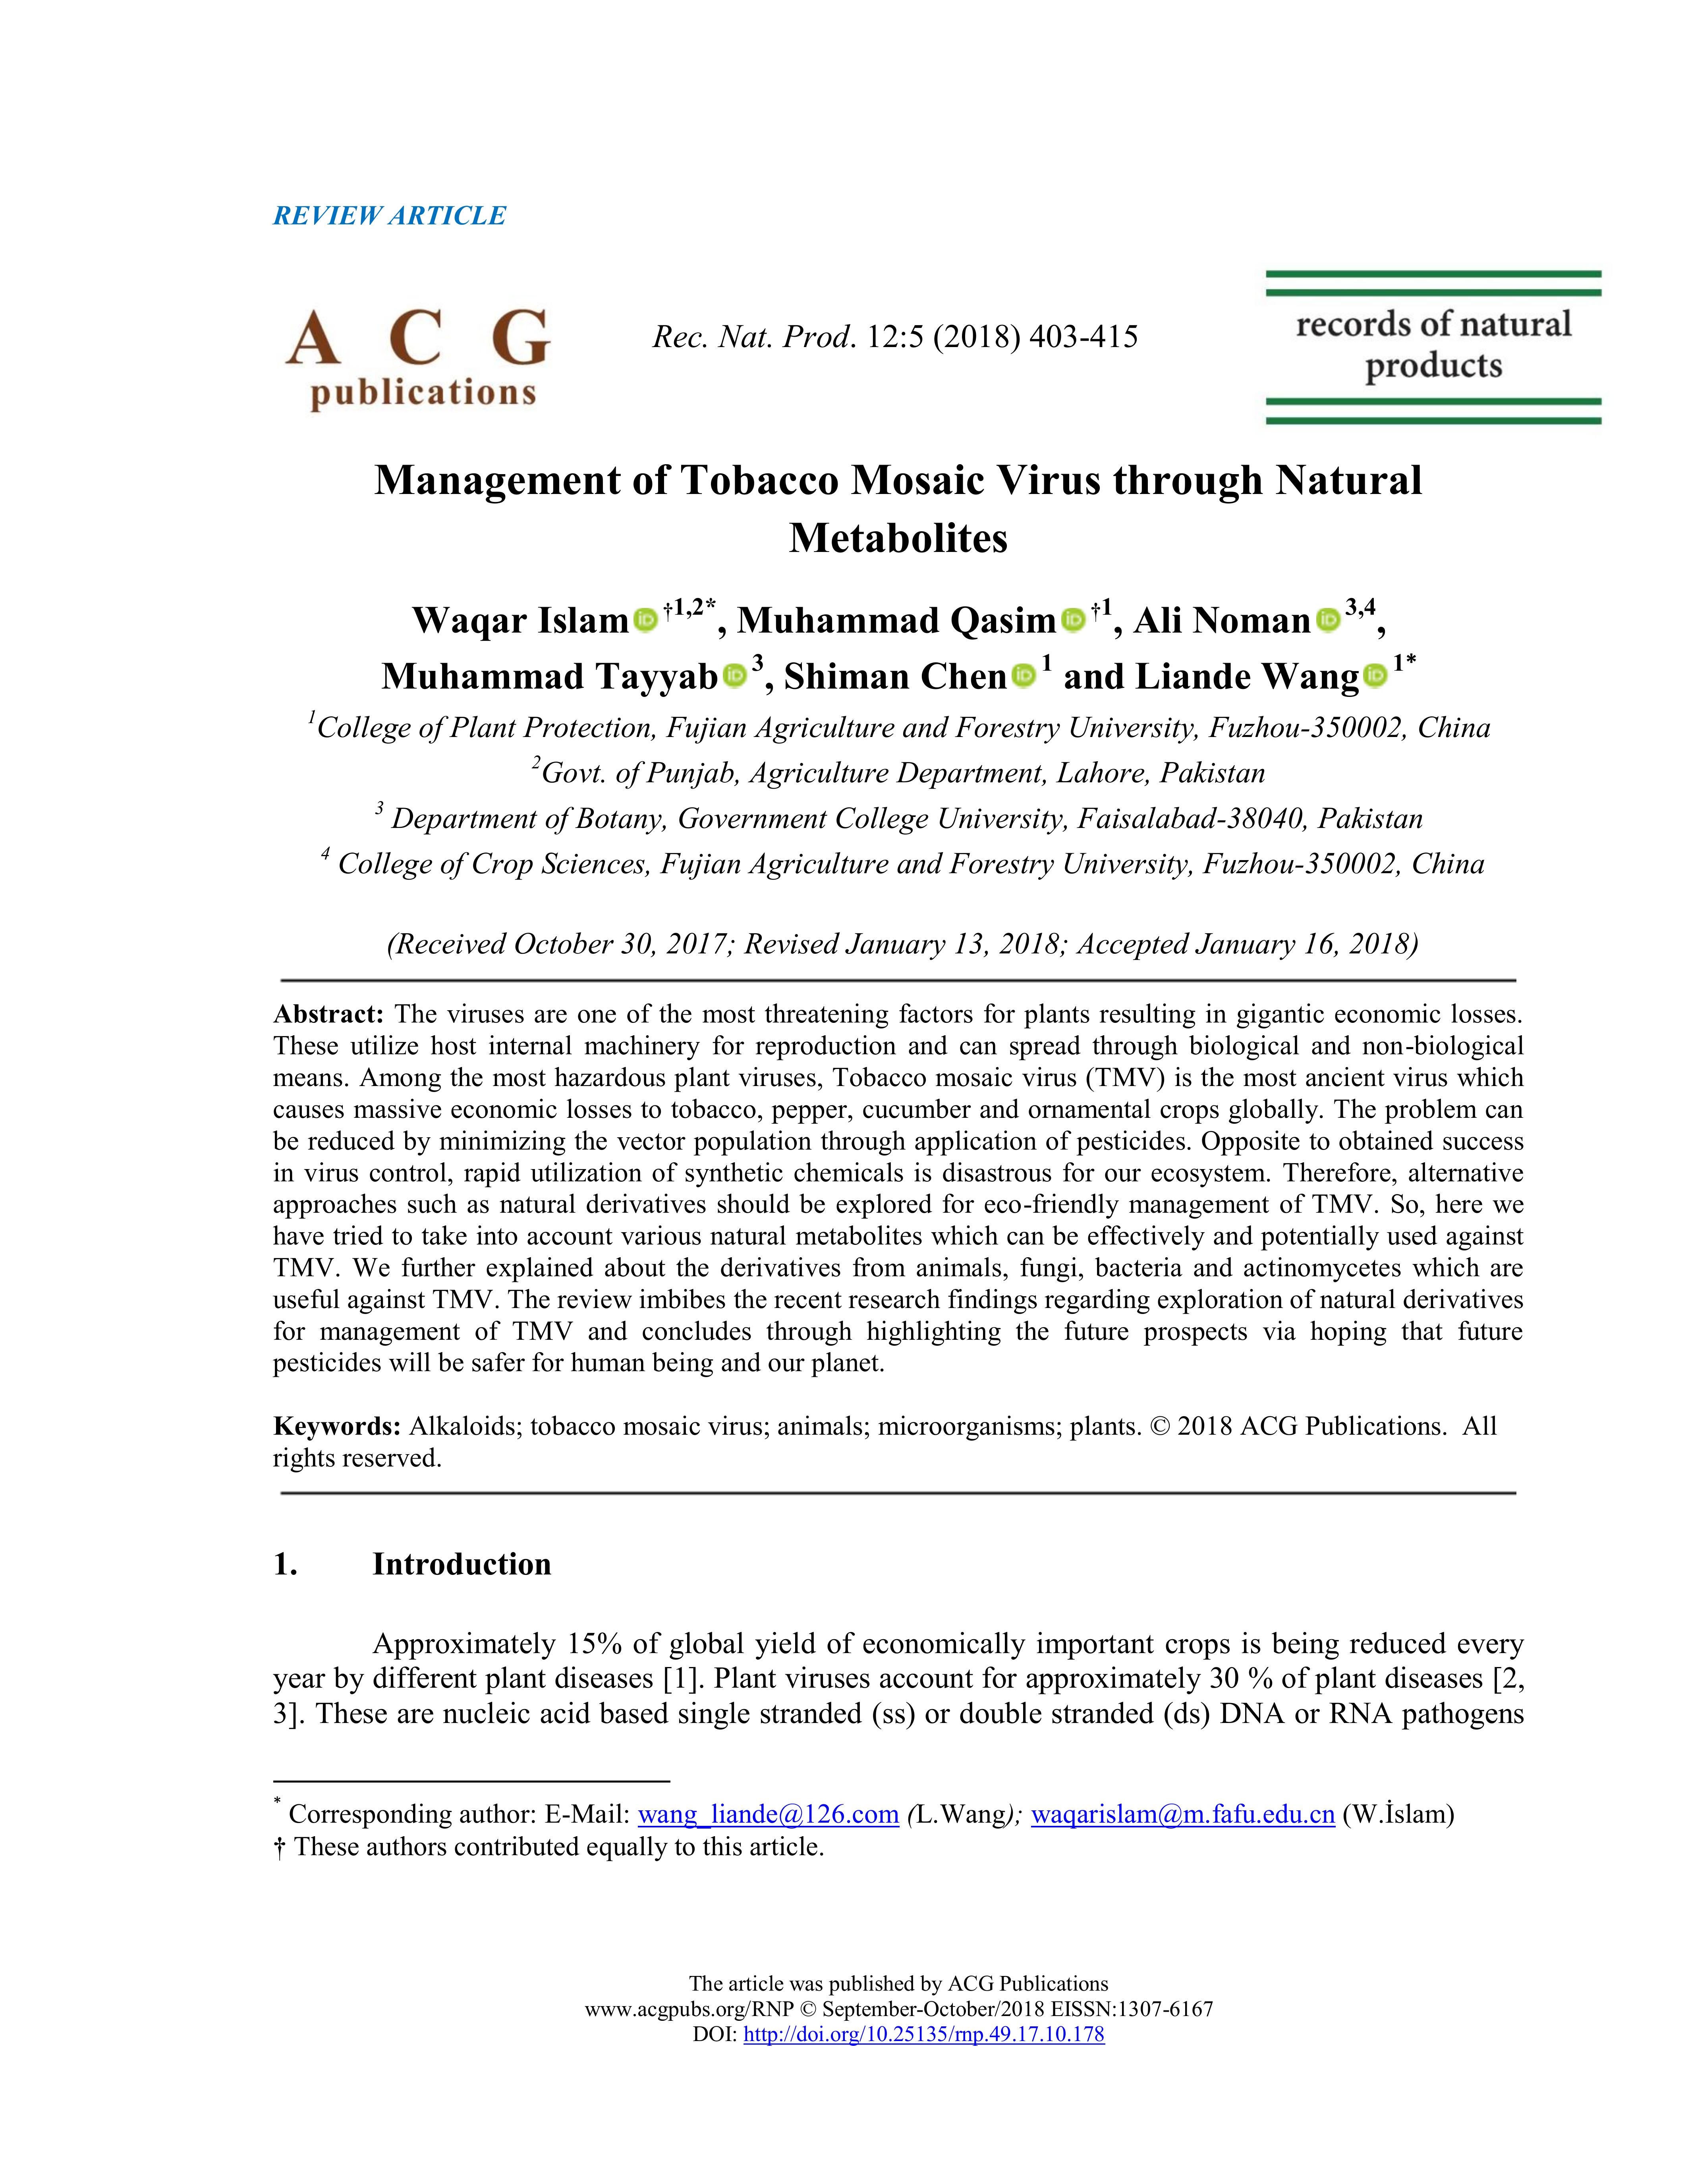 REVIEW ARTICLE
A C G
publications
Rec. Nat. Prod. 12:5 (2018) 403-415
records of natural
products
Management of Tobacco Mosaic Virus through Natural
Metabolites
Waqar Islam iD †1,2*, Muhammad Qasim iD †1, Ali Noman iD 3,4,
Muhammad Tayyab iD 3, Shiman Chen iD 1 and Liande Wang iD 1*
1College of Plant Protection, Fujian Agriculture and Forestry University, Fuzhou-350002, China
2Govt. of Punjab, Agriculture Department, Lahore, Pakistan
3 Department of Botany, Government College University, Faisalabad-38040, Pakistan
4 College of Crop Sciences, Fujian Agriculture and Forestry University, Fuzhou-350002, China
(Received October 30, 2017; Revised January 13, 2018; Accepted January 16, 2018)
Abstract: The viruses are one of the most threatening factors for plants resulting in gigantic economic losses.
These utilize host internal machinery for reproduction and can spread through biological and non-biological
means. Among the most hazardous plant viruses, Tobacco mosaic virus (TMV) is the most ancient virus which
causes massive economic losses to tobacco, pepper, cucumber and ornamental crops globally. The problem can
be reduced by minimizing the vector population through application of pesticides. Opposite to obtained success
in virus control, rapid utilization of synthetic chemicals is disastrous for our ecosystem. Therefore, alternative
approaches such as natural derivatives should be explored for eco-friendly management of TMV. So, here we
have tried to take into account various natural metabolites which can be effectively and potentially used against
TMV. We further explained about the derivatives from animals, fungi, bacteria and actinomycetes which are
useful against TMV. The review imbibes the recent research findings regarding exploration of natural derivatives
for management of TMV and concludes through highlighting the future prospects via hoping that future
pesticides will be safer for human being and our planet.
Keywords: Alkaloids; tobacco mosaic virus; animals; microorganisms; plants. © 2018 ACG Publications. All
rights reserved.
1. Introduction
Approximately 15% of global yield of economically important crops is being reduced every
year by different plant diseases [1]. Plant viruses account for approximately 30 % of plant diseases [2,
3]. These are nucleic acid based single stranded (ss) or double stranded (ds) DNA or RNA pathogens
* Corresponding author: E-Mail: wang_liande@126.com (L.Wang); waqarislam@m.fafu.edu.cn (W.İslam)
† These authors contributed equally to this article.
The article was published by ACG Publications
www.acgpubs.org/RNP © September-October/2018 EISSN:1307-6167
DOI: http://doi.org/10.25135/rnp.49.17.10.178